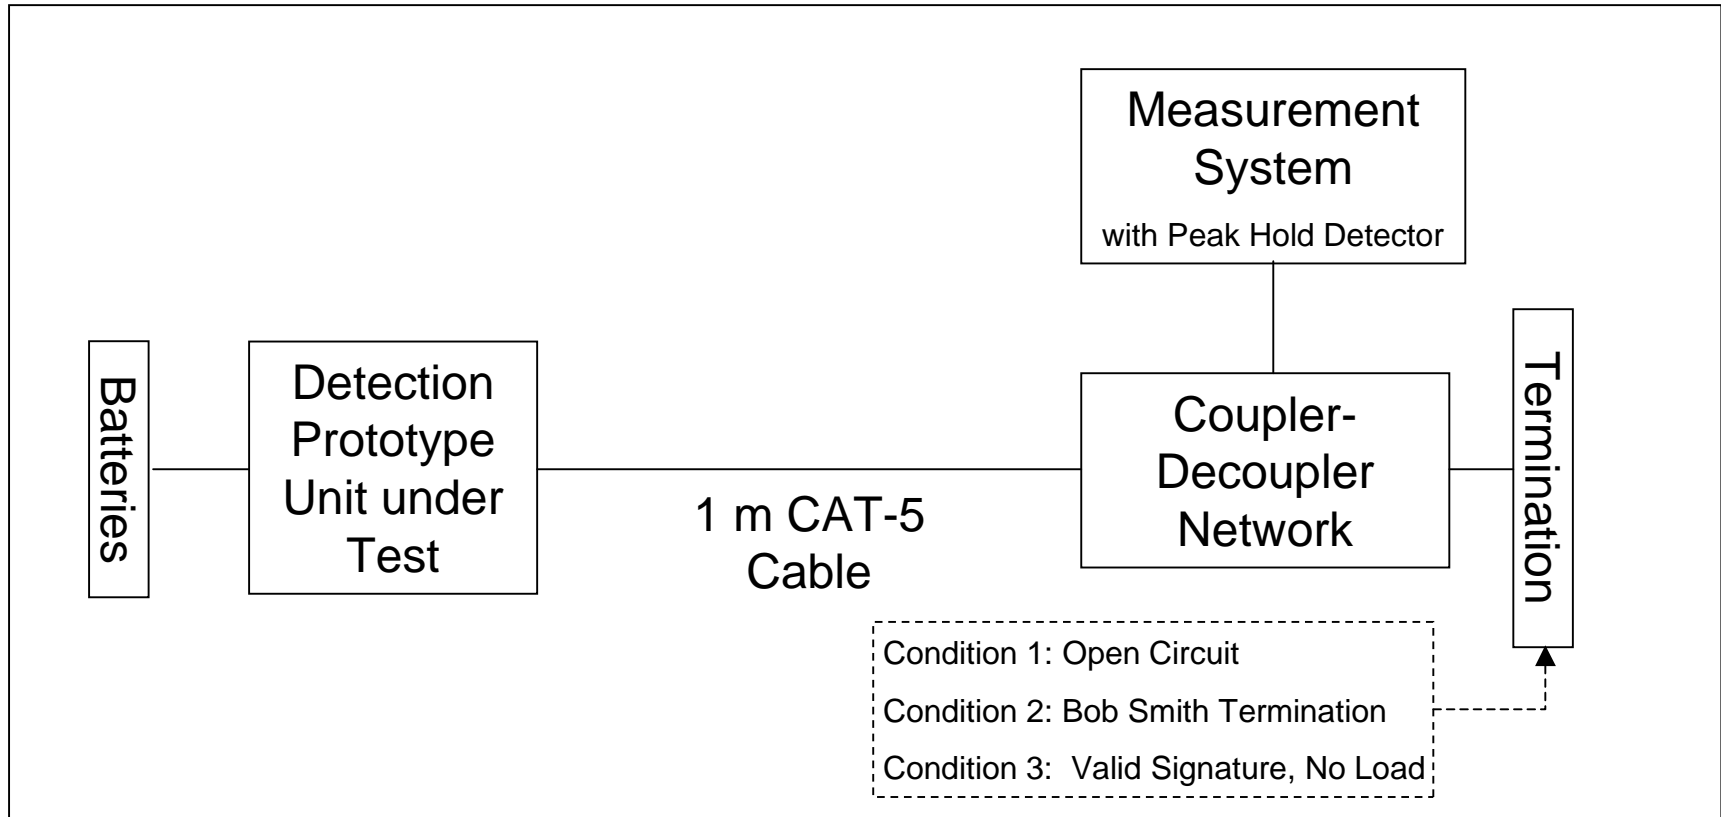 Measurement
System
with Peak Hold Detector
Batteries
Detection
Prototype
Unit under
Test
1 m CAT-5
Cable
Coupler-
Decoupler
Network
Termination
Condition 1: Open Circuit
Condition 2: Bob Smith Termination
Condition 3: Valid Signature, No Load